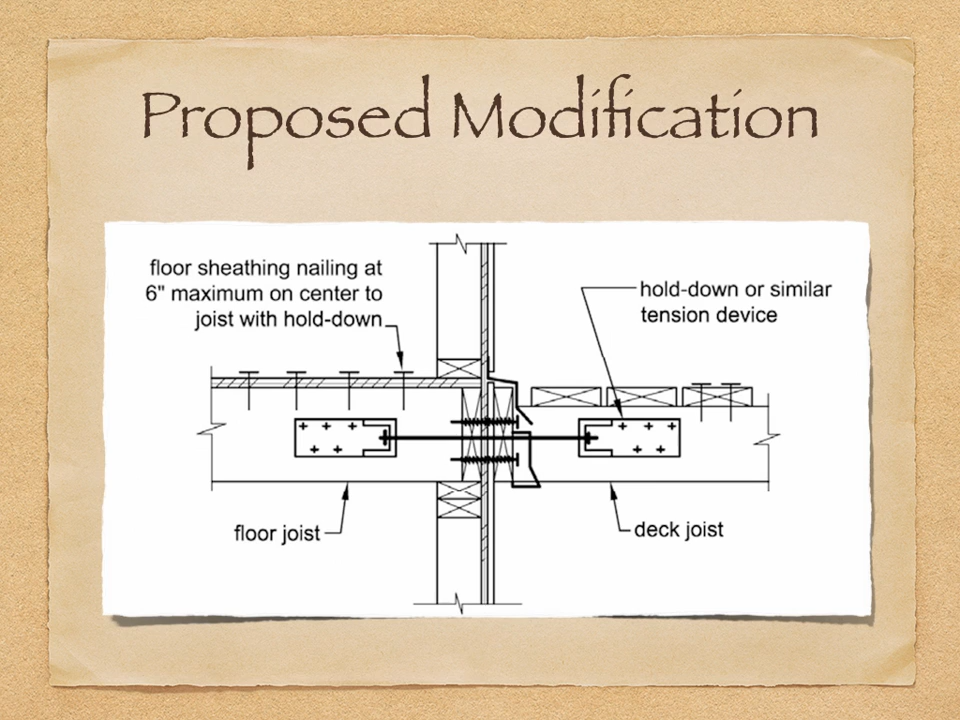 Proposed Modification
floor sheathing nailing at
6" maximum on center to
joist with hold-down
hold-down or similar
tension device
floor joist
deck joist